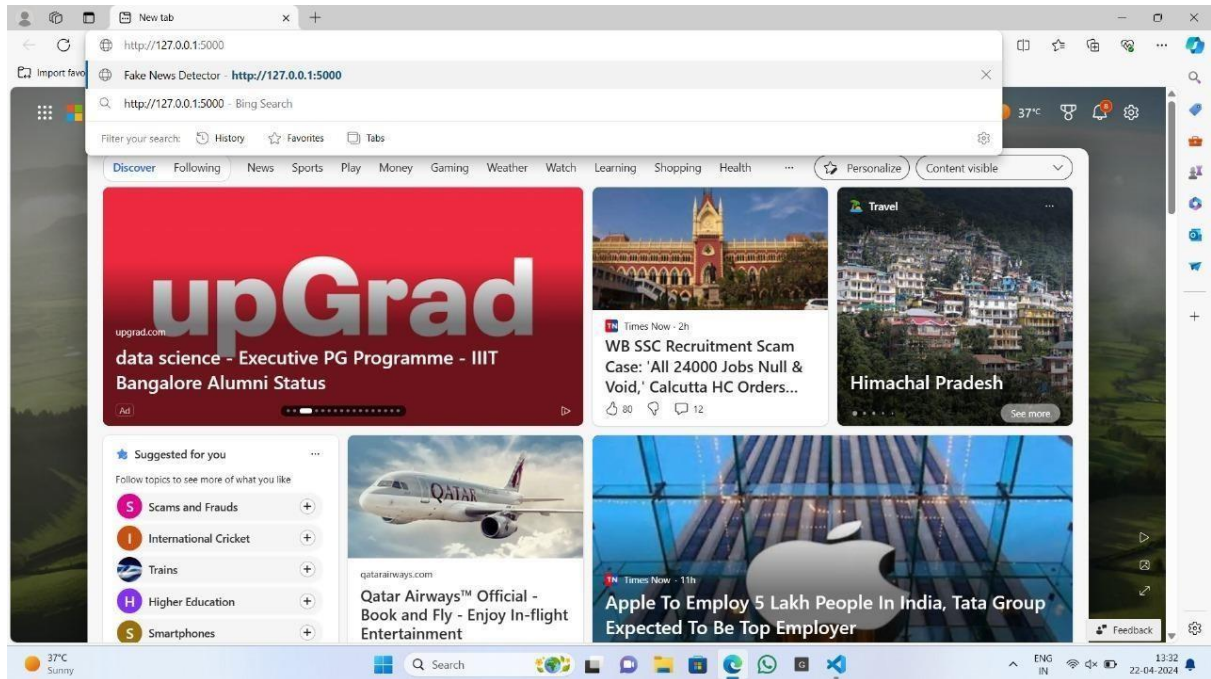 New tab
http://127.0.0.1:5000
Import favo
Fake News Detector - http://127.0.0.1:5000
http://127.0.0.1:5000 - Bing Search
Filter your search: History Favorites Tabs
37°C
Discover Following News Sports Play Money Gaming Weather Watch Learning Shopping Health ... Personalize Content visible
upGrad
upgrad.com
data science - Executive PG Programme - IIIT
Bangalore Alumni Status
Ad
Times Now · 2h
WB SSC Recruitment Scam
Case: 'All 24000 Jobs Null &
Void,' Calcutta HC Orders...
80 12
Travel ...
Himachal Pradesh
See more
Suggested for you ...
Follow topics to see more of what you like
S Scams and Frauds
I International Cricket
Trains
H Higher Education
S Smartphones
QATAR
qatarairways.com
Qatar Airways™ Official -
Book and Fly - Enjoy In-flight
Entertainment
TN Times Now · 11h
Apple To Employ 5 Lakh People In India, Tata Group
Expected To Be Top Employer
Feedback
37°C
Sunny
Search
ENG
IN
13:32
22-04-2024